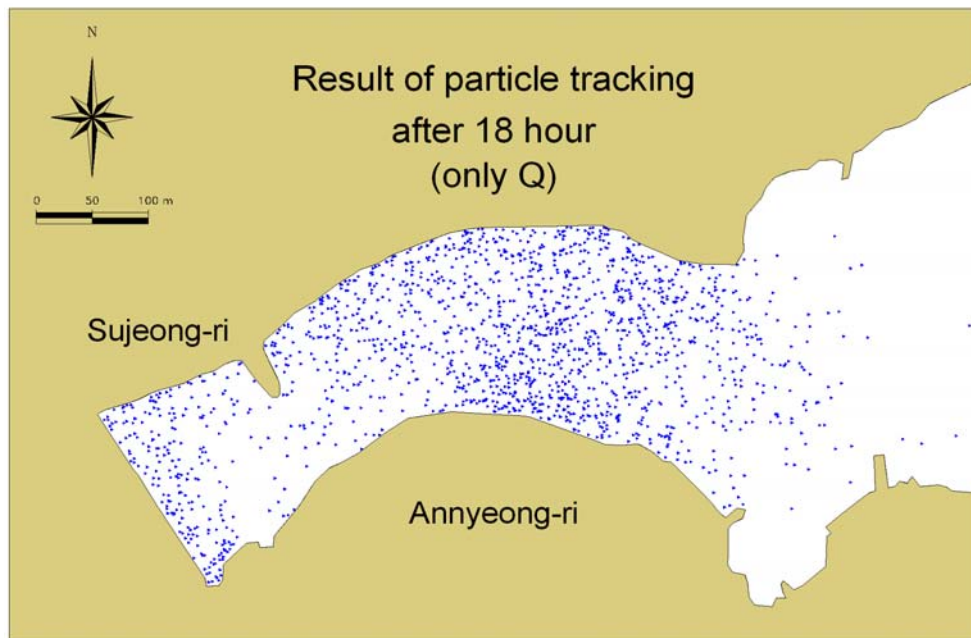 N
Result of particle tracking
after 18 hour
(only Q)
0 50 100 m
Sujeong-ri
Annyeong-ri